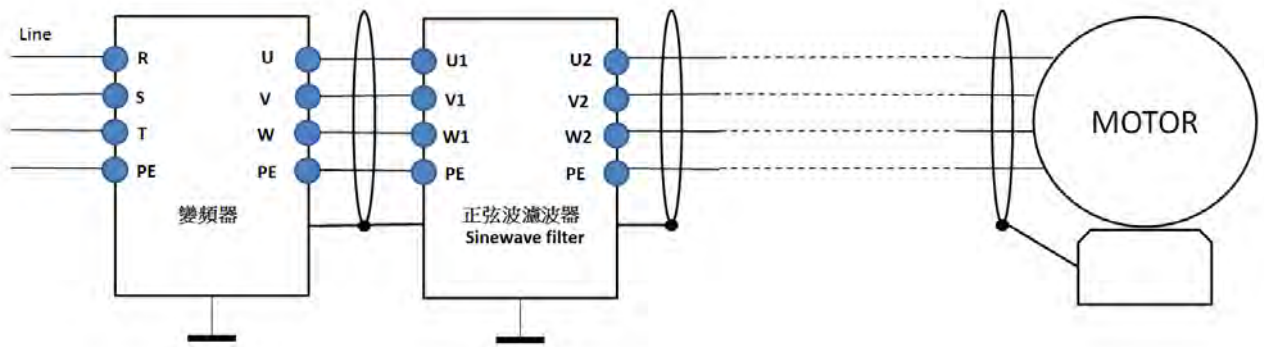 Line
R
S
T
PE
U
V
W
PE
變頻器
U1
V1
W1
PE
U2
V2
W2
PE
正弦波濾波器
Sinewave filter
MOTOR